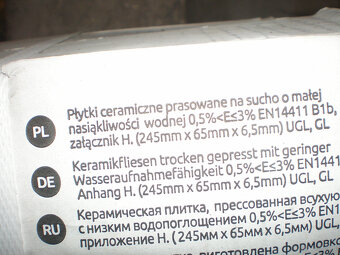 Płytki ceramiczne prasowane na sucho o małej
PL nasiąkliwości wodnej 0,5%<E≤3% EN14411 B1b,
załącznik H. (245mm x 65mm x 6,5mm) UGL, GL
Keramikfliesen trocken gepresst mit geringer
DE Wasseraufnahmefähigkeit 0,5%<E≤3% EN1441
Anhang H. (245mm x 65mm x 6,5mm) UGL, GL
Керамическая плитка, прессованная всухую
RU с низким водопоглощением 0,5%<E≤3% E
приложение Н. (245мм x 65мм x 6,5мм) UGL
изготовлена формовко